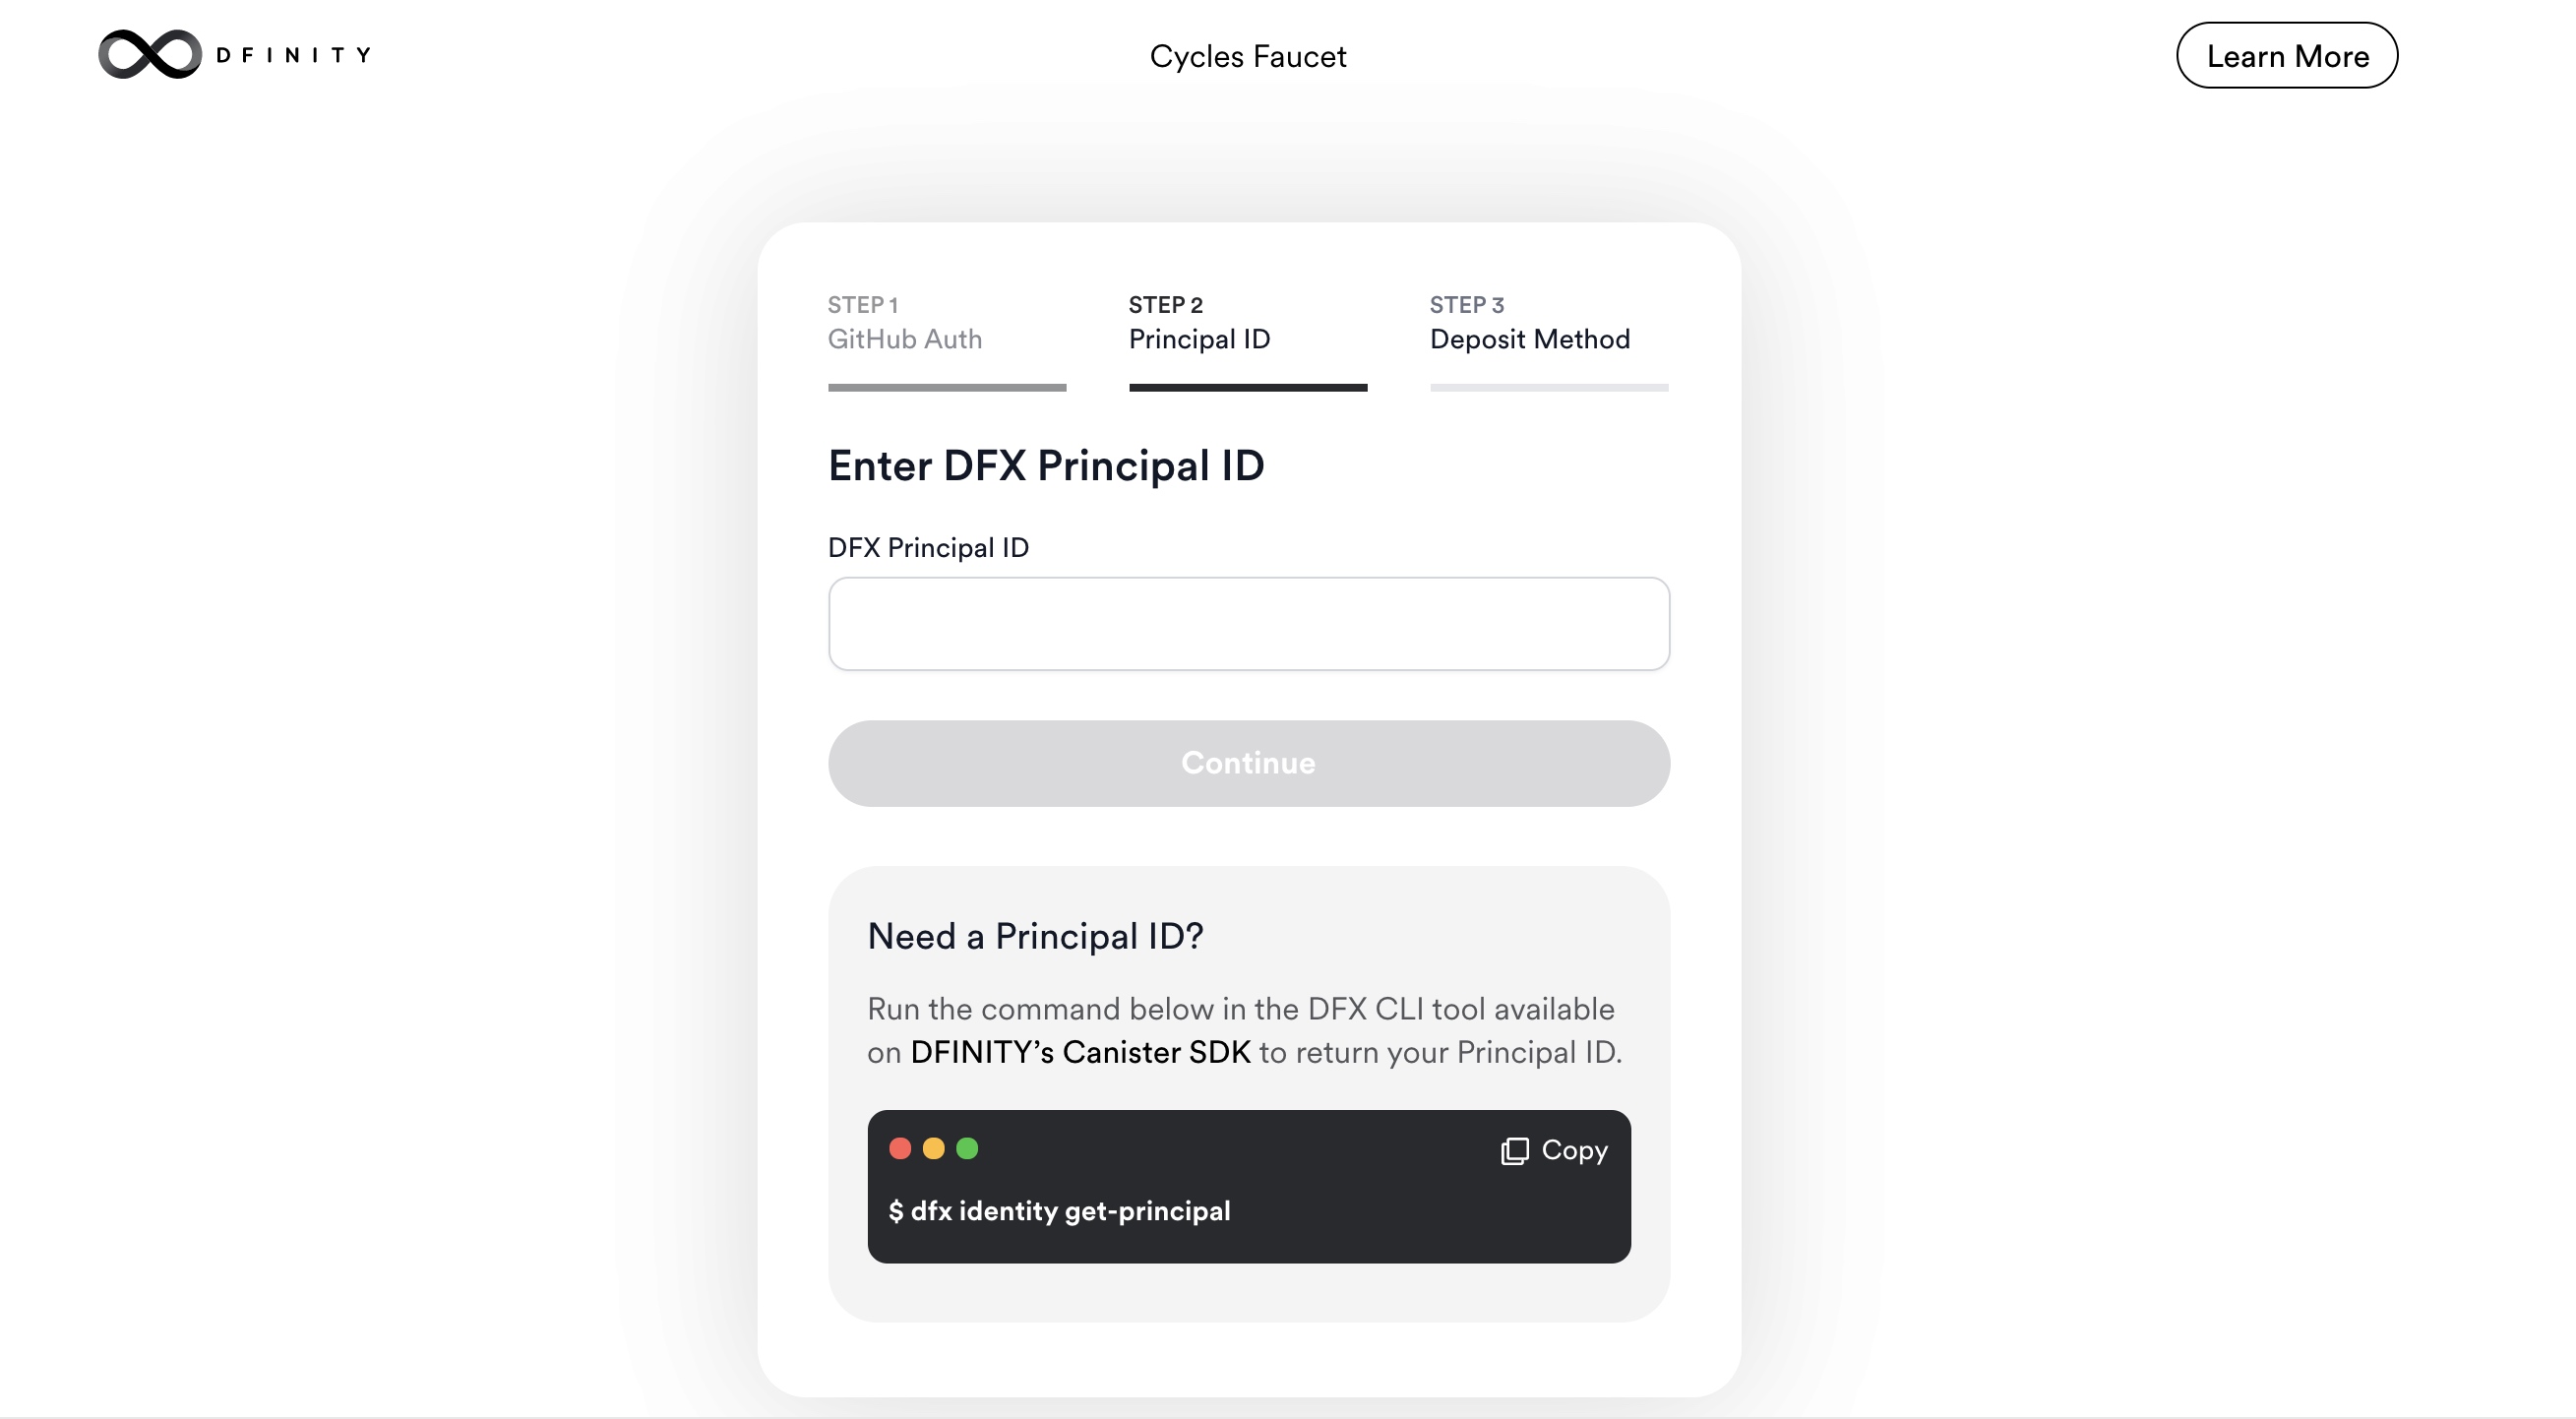 DFINITY
Cycles Faucet
Learn More
STEP 1
GitHub Auth
STEP 2
Principal ID
STEP 3
Deposit Method
Enter DFX Principal ID
DFX Principal ID
Continue
Need a Principal ID?
Run the command below in the DFX CLI tool available
on DFINITY’s Canister SDK to return your Principal ID.
Copy
$ dfx identity get-principal